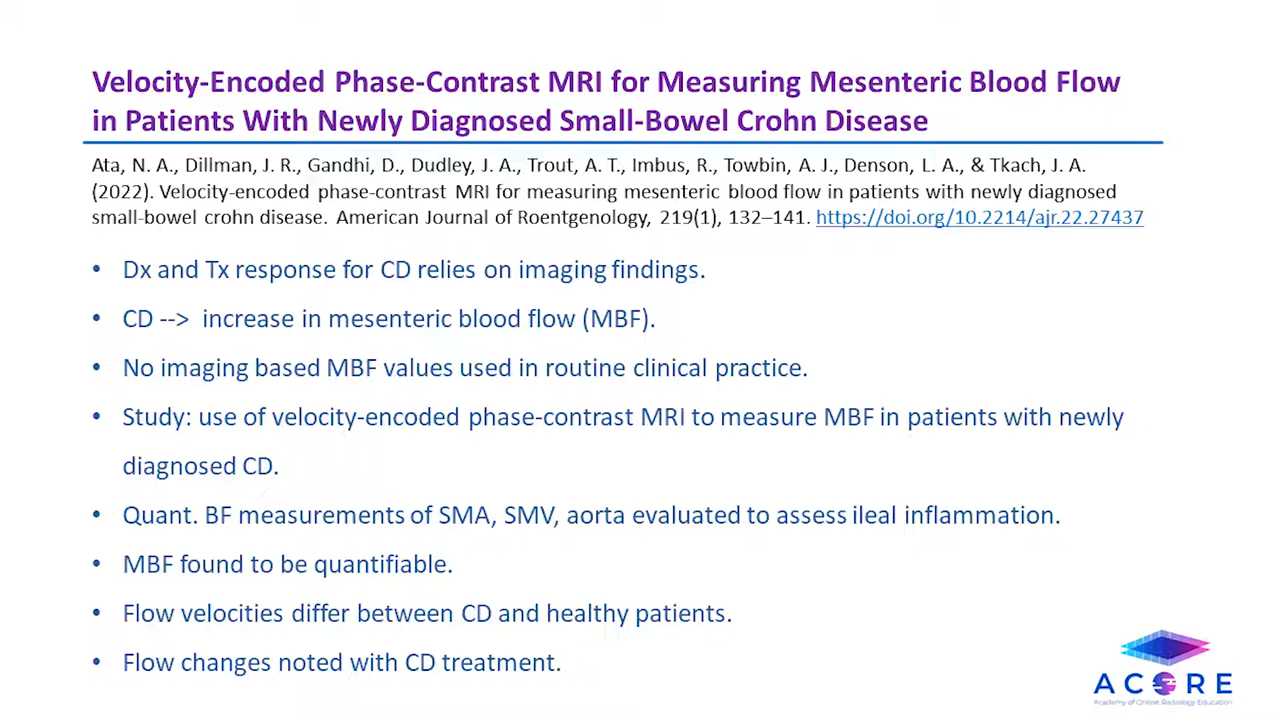 Velocity-Encoded Phase-Contrast MRI for Measuring Mesenteric Blood Flow
in Patients With Newly Diagnosed Small-Bowel Crohn Disease
Ata, N. A., Dillman, J. R., Gandhi, D., Dudley, J. A., Trout, A. T., Imbus, R., Towbin, A. J., Denson, L. A., & Tkach, J. A.
(2022). Velocity-encoded phase-contrast MRI for measuring mesenteric blood flow in patients with newly diagnosed
small-bowel crohn disease. American Journal of Roentgenology, 219(1), 132–141. https://doi.org/10.2214/ajr.22.27437
• Dx and Tx response for CD relies on imaging findings.
• CD --> increase in mesenteric blood flow (MBF).
• No imaging based MBF values used in routine clinical practice.
• Study: use of velocity-encoded phase-contrast MRI to measure MBF in patients with newly
diagnosed CD.
• Quant. BF measurements of SMA, SMV, aorta evaluated to assess ileal inflammation.
• MBF found to be quantifiable.
• Flow velocities differ between CD and healthy patients.
• Flow changes noted with CD treatment.
ACORE
Academy of Online Radiology Education